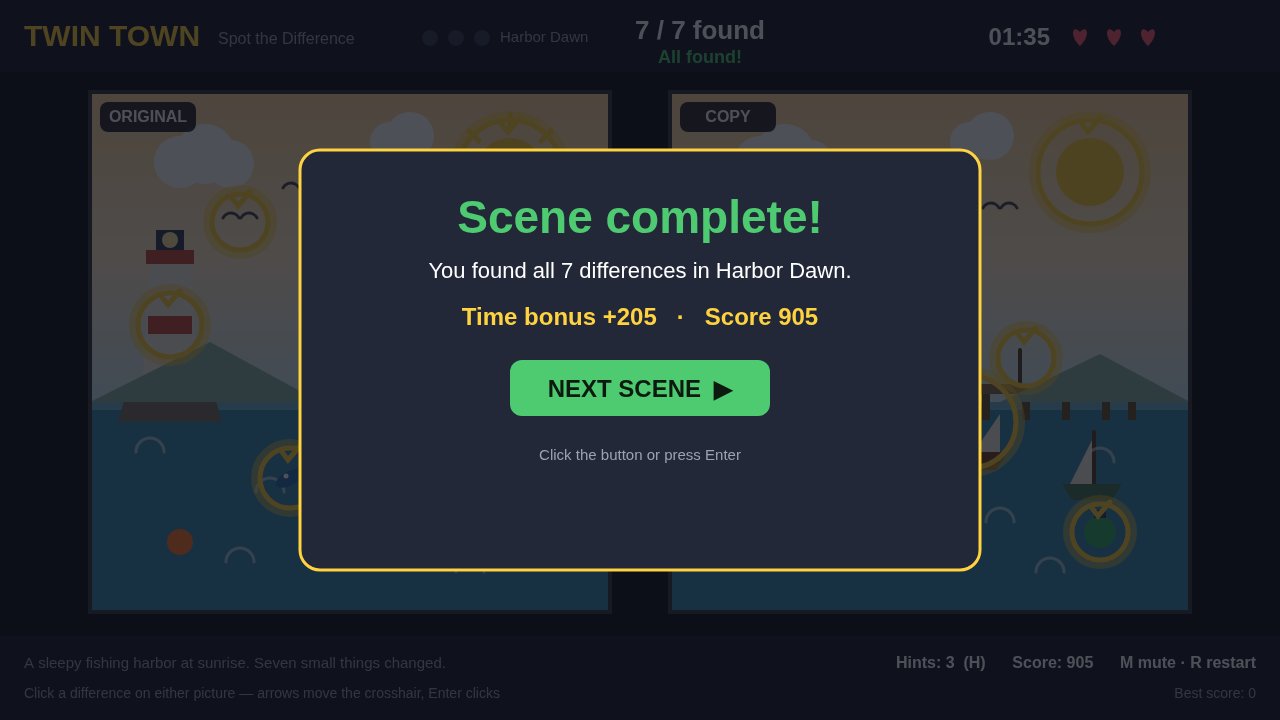 TWIN TOWN Spot the Difference
Harbor Dawn
7 / 7 found
All found!
01:35
ORIGINAL
COPY
Scene complete!
You found all 7 differences in Harbor Dawn.
Time bonus +205 · Score 905
NEXT SCENE ▶
Click the button or press Enter
A sleepy fishing harbor at sunrise. Seven small things changed.
Hints: 3 (H) Score: 905 M mute · R restart
Click a difference on either picture — arrows move the crosshair, Enter clicks
Best score: 0